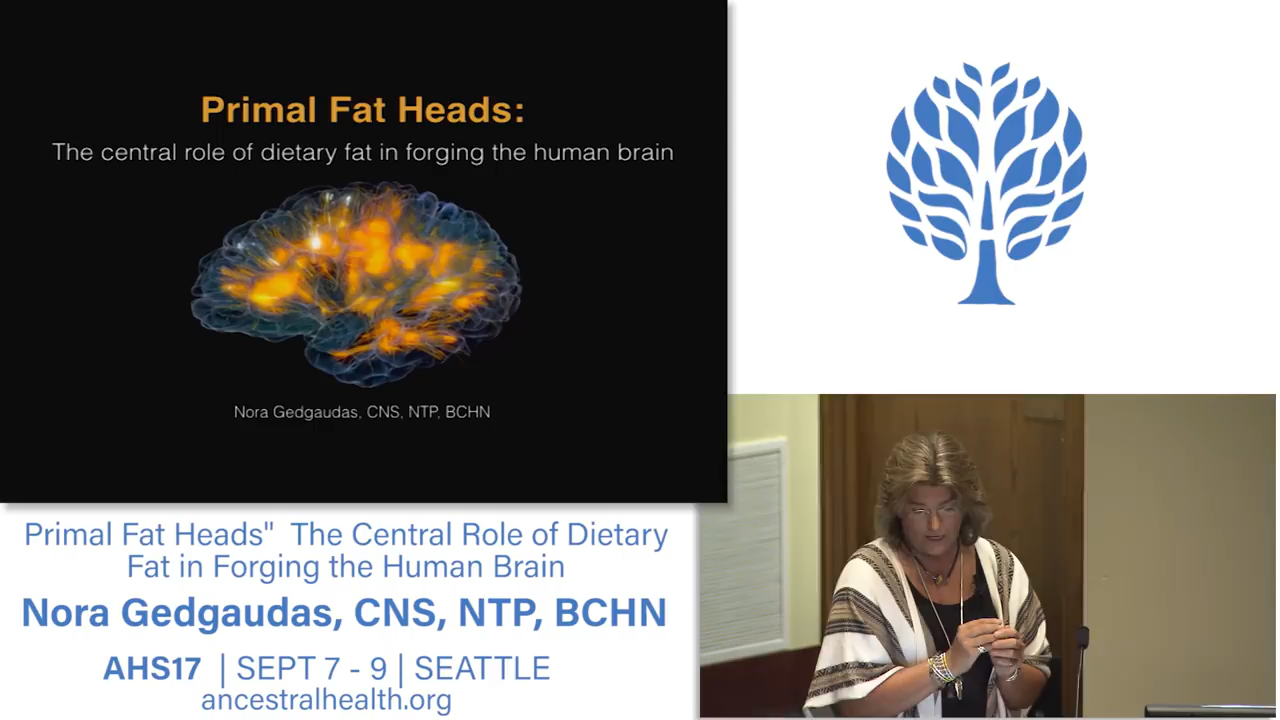 Primal Fat Heads:
The central role of dietary fat in forging the human brain
Nora Gedgaudas, CNS, NTP, BCHN
Primal Fat Heads"  The Central Role of Dietary
Fat in Forging the Human Brain
Nora Gedgaudas, CNS, NTP, BCHN
AHS17 | SEPT 7 - 9 | SEATTLE
ancestralhealth.org